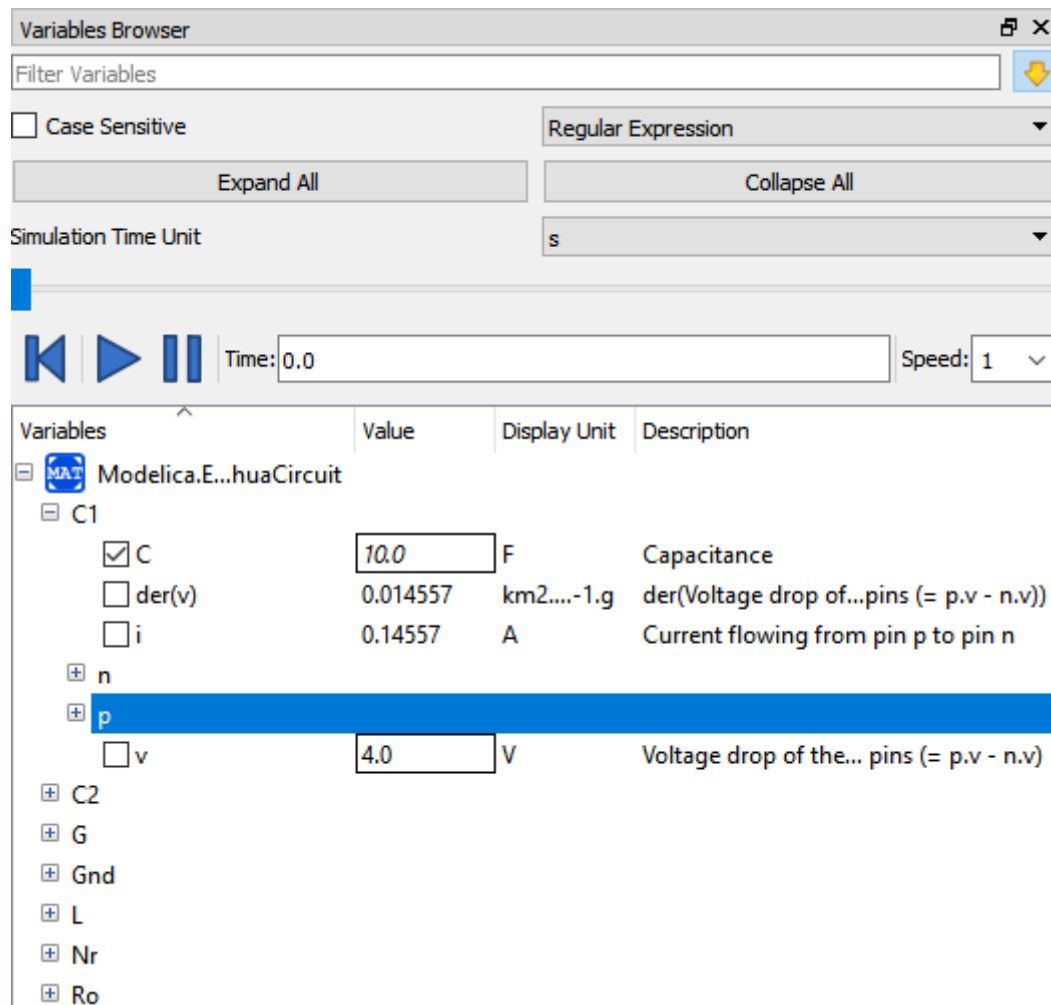 Variables Browser
Filter Variables
Case Sensitive Regular Expression
Expand All Collapse All
Simulation Time Unit s
Time: 0.0 Speed: 1
Variables Value Display Unit Description
MAT Modelica.E...huaCircuit
C1
C 10.0 F Capacitance
der(v) 0.014557 km2....-1.g der(Voltage drop of...pins (= p.v - n.v))
i 0.14557 A Current flowing from pin p to pin n
n
p
v 4.0 V Voltage drop of the... pins (= p.v - n.v)
C2
G
Gnd
L
Nr
Ro